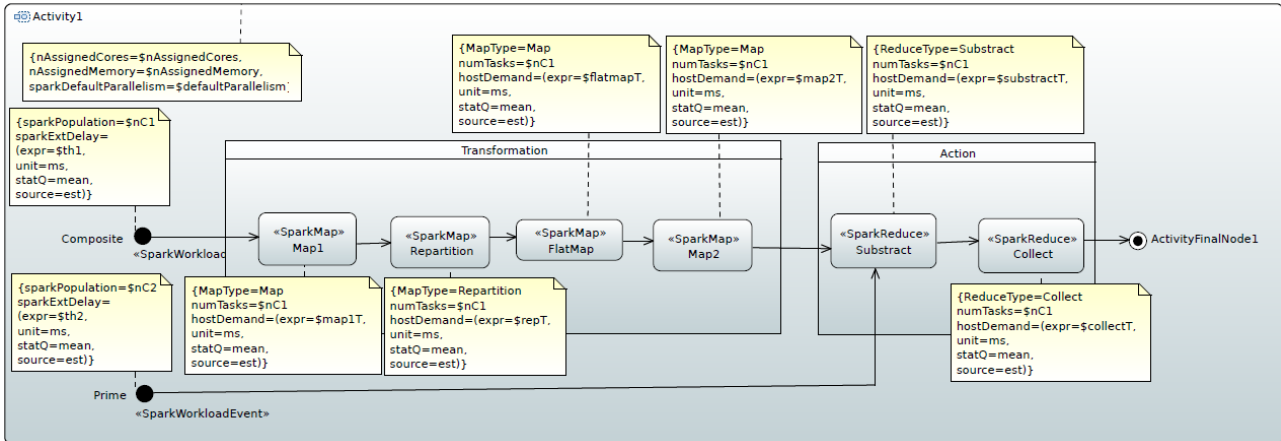 Activity1
{nAssignedCores=$nAssignedCores,
nAssignedMemory=$nAssignedMemory,
sparkDefaultParallelism=$defaultParallelism}
{MapType=Map
numTasks=$nC1
hostDemand=(expr=$flatmapT,
unit=ms,
statQ=mean,
source=est)}
{MapType=Map
numTasks=$nC1
hostDemand=(expr=$map2T,
unit=ms,
statQ=mean,
source=est)}
{ReduceType=Substract
numTasks=$nC1
hostDemand=(expr=$substractT,
unit=ms,
statQ=mean,
source=est)}
{sparkPopulation=$nC1
sparkExtDelay=
(expr=$th1,
unit=ms,
statQ=mean,
source=est)}
Transformation
Action
Composite
«SparkWorkload
«SparkMap»
Map1
«SparkMap»
Repartition
«SparkMap»
FlatMap
«SparkMap»
Map2
«SparkReduce»
Substract
«SparkReduce»
Collect
ActivityFinalNode1
{sparkPopulation=$nC2
sparkExtDelay=
(expr=$th2,
unit=ms,
statQ=mean,
source=est)}
{MapType=Map
numTasks=$nC1
hostDemand=(expr=$map1T,
unit=ms,
statQ=mean,
source=est)}
{MapType=Repartition
numTasks=$nC1
hostDemand=(expr=$repT,
unit=ms,
statQ=mean,
source=est)}
{ReduceType=Collect
numTasks=$nC1
hostDemand=(expr=$collectT,
unit=ms,
statQ=mean,
source=est)}
Prime
«SparkWorkloadEvent»